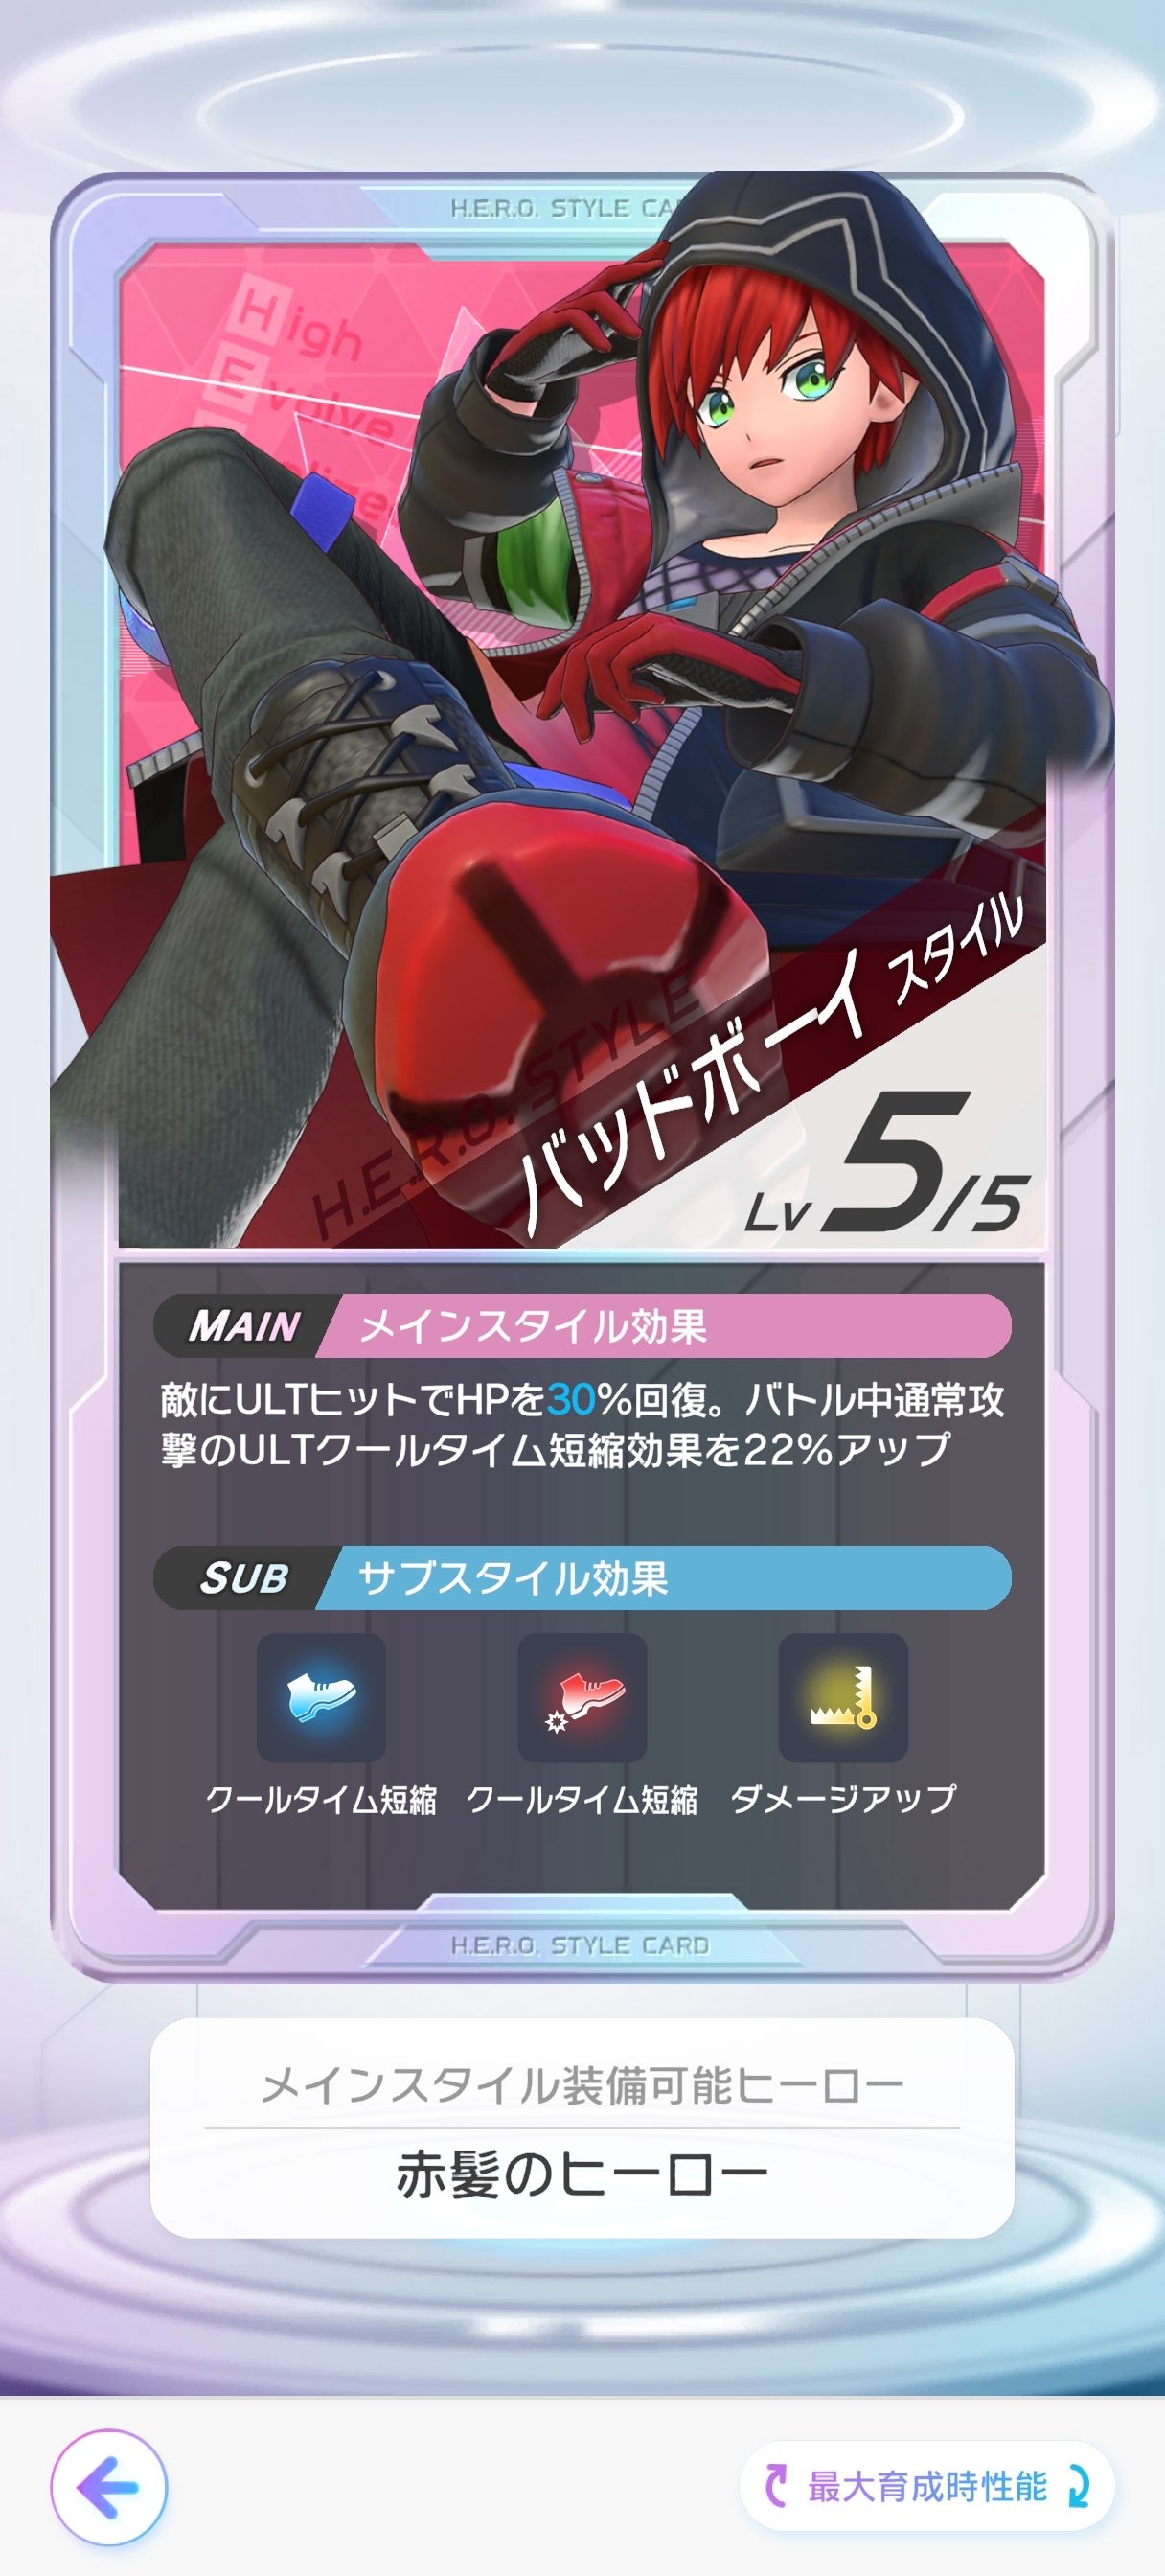 H.E.R.O. STYLE CA
High
Evolve
バッドボーイ スタイル
H.E.R.O. STYLE
Lv 5/5
MAIN メインスタイル効果
敵にULTヒットでHPを30%回復。バトル中通常攻
撃のULTクールタイム短縮効果を22%アップ
SUB サブスタイル効果
クールタイム短縮 クールタイム短縮 ダメージアップ
H.E.R.O. STYLE CARD
メインスタイル装備可能ヒーロー
赤髪のヒーロー
最大育成時性能